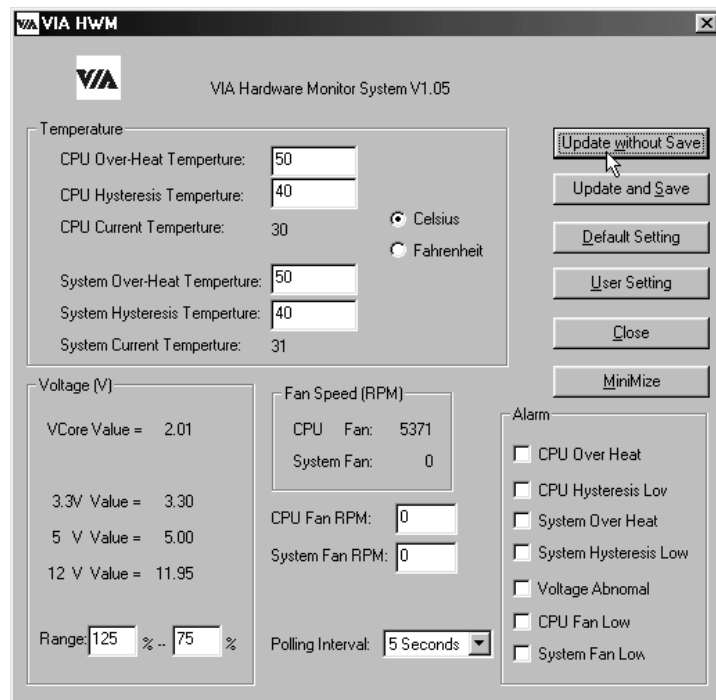 VIA VIA HWM
VIA
VIA Hardware Monitor System V1.05
Temperature
CPU Over-Heat Temperture: 50
CPU Hysteresis Temperture: 40
CPU Current Temperture: 30
Celsius
Fahrenheit
System Over-Heat Temperture: 50
System Hysteresis Temperture: 40
System Current Temperture: 31
Update without Save
Update and Save
Default Setting
User Setting
Close
MiniMize
Voltage (V)
VCore Value = 2.01
3.3V Value = 3.30
5 V Value = 5.00
12 V Value = 11.95
Range: 125 % .. 75 %
Fan Speed (RPM)
CPU Fan: 5371
System Fan: 0
CPU Fan RPM: 0
System Fan RPM: 0
Polling Interval: 5 Seconds
Alarm
CPU Over Heat
CPU Hysteresis Lov
System Over Heat
System Hysteresis Low
Voltage Abnomal
CPU Fan Low
System Fan Low